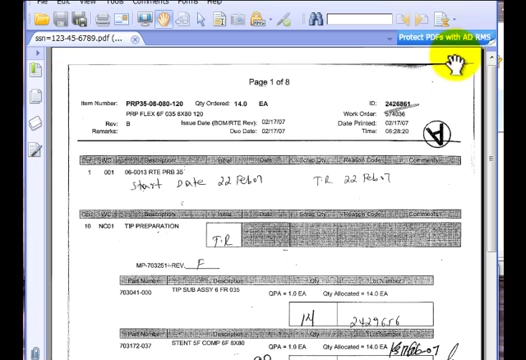 File Edit View Document Tools Comments Forms Help
ssn=123-45-6789.pdf (...
Protect PDFs with AD RMS
Page 1 of 8
Item Number: PRP35-08-080-120 Qty Ordered: 14.0 EA ID: 2426861
PRP FLEX 6F 035 8X80 120 Work Order: 574036
Rev: B Issue Date (BOM/RTE Rev): 02/17/07 Date Printed: 02/17/07
Remarks: Due Date: 02/17/07 Time: 06:28:20
A
Description Initial Date Scrap Qty. Reason Code Comments
1 001 06-0013 RTE PRB 35
Start Date 22 Feb07 T.R 22 Feb07
Description Initial Date Scrap Qty. Reason Code Comments
10 NC01 TIP PREPARATION T.R
MP-703251--REV. F
Part Number Description Qty Lot Number
703041-000 TIP SUB ASSY 6 FR 035 QPA = 1.0 EA Qty Allocated = 14.0 EA
14 2429656
Part Number Description Qty Lot Number
703172-037 STENT 5F COMP 6F 8X80 QPA = 1.0 EA Qty Allocated = 14.0 EA